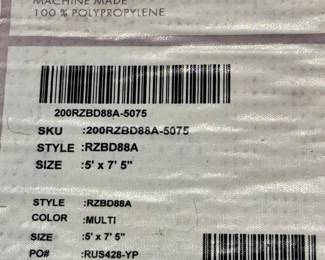 MACHINE MADE
100 % POLYPROPYLENE
200RZBD88A-5075
SKU :200RZBD88A-5075
STYLE :RZBD88A
SIZE :5' x 7' 5"
STYLE :RZBD88A
COLOR :MULTI
SIZE :5' x 7' 5"
PO# :RUS428-YP